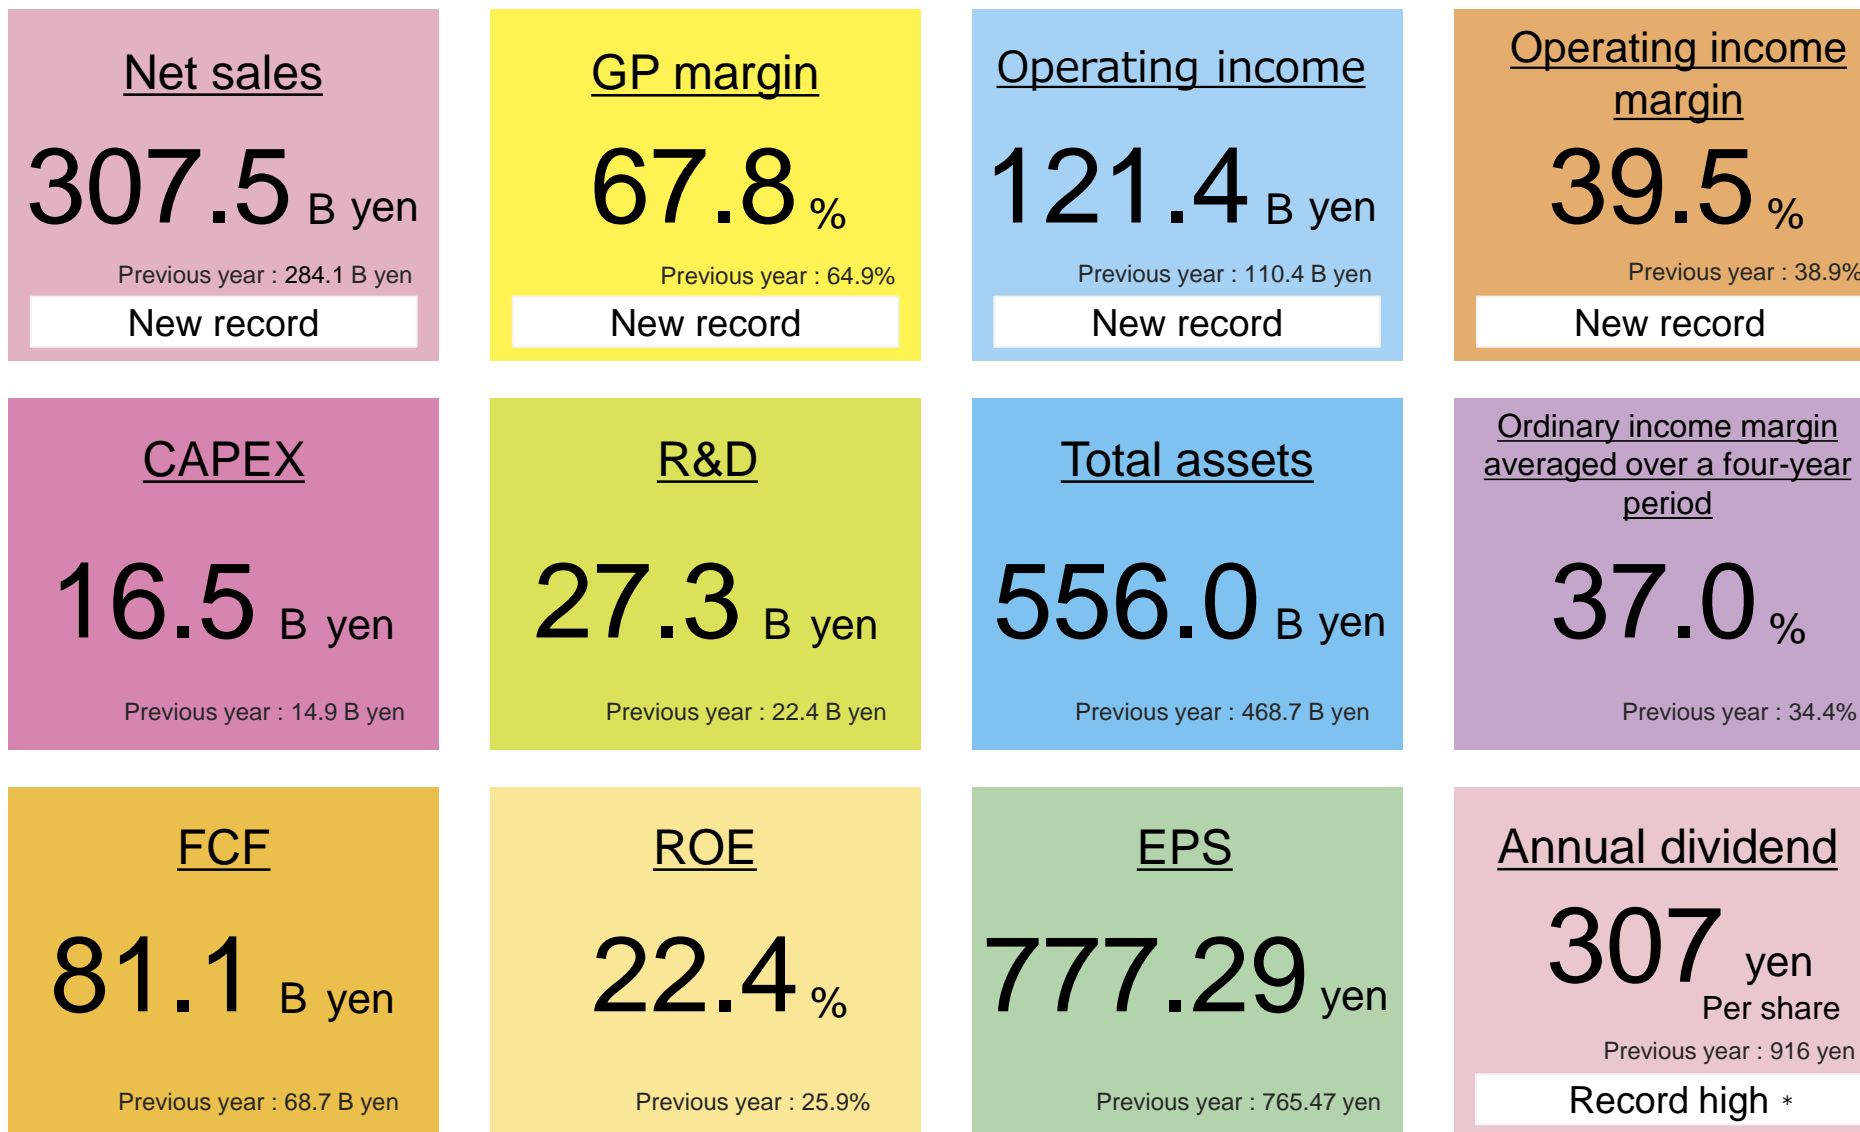 Net sales
307.5 B yen
Previous year : 284.1 B yen
New record
GP margin
67.8 %
Previous year : 64.9%
New record
Operating income
121.4 B yen
Previous year : 110.4 B yen
New record
Operating income
margin
39.5 %
Previous year : 38.9%
New record
CAPEX
16.5 B yen
Previous year : 14.9 B yen
R&D
27.3 B yen
Previous year : 22.4 B yen
Total assets
556.0 B yen
Previous year : 468.7 B yen
Ordinary income margin
averaged over a four-year
period
37.0 %
Previous year : 34.4%
FCF
81.1 B yen
Previous year : 68.7 B yen
ROE
22.4 %
Previous year : 25.9%
EPS
777.29 yen
Previous year : 765.47 yen
Annual dividend
307 yen
Per share
Previous year : 916 yen
Record high *